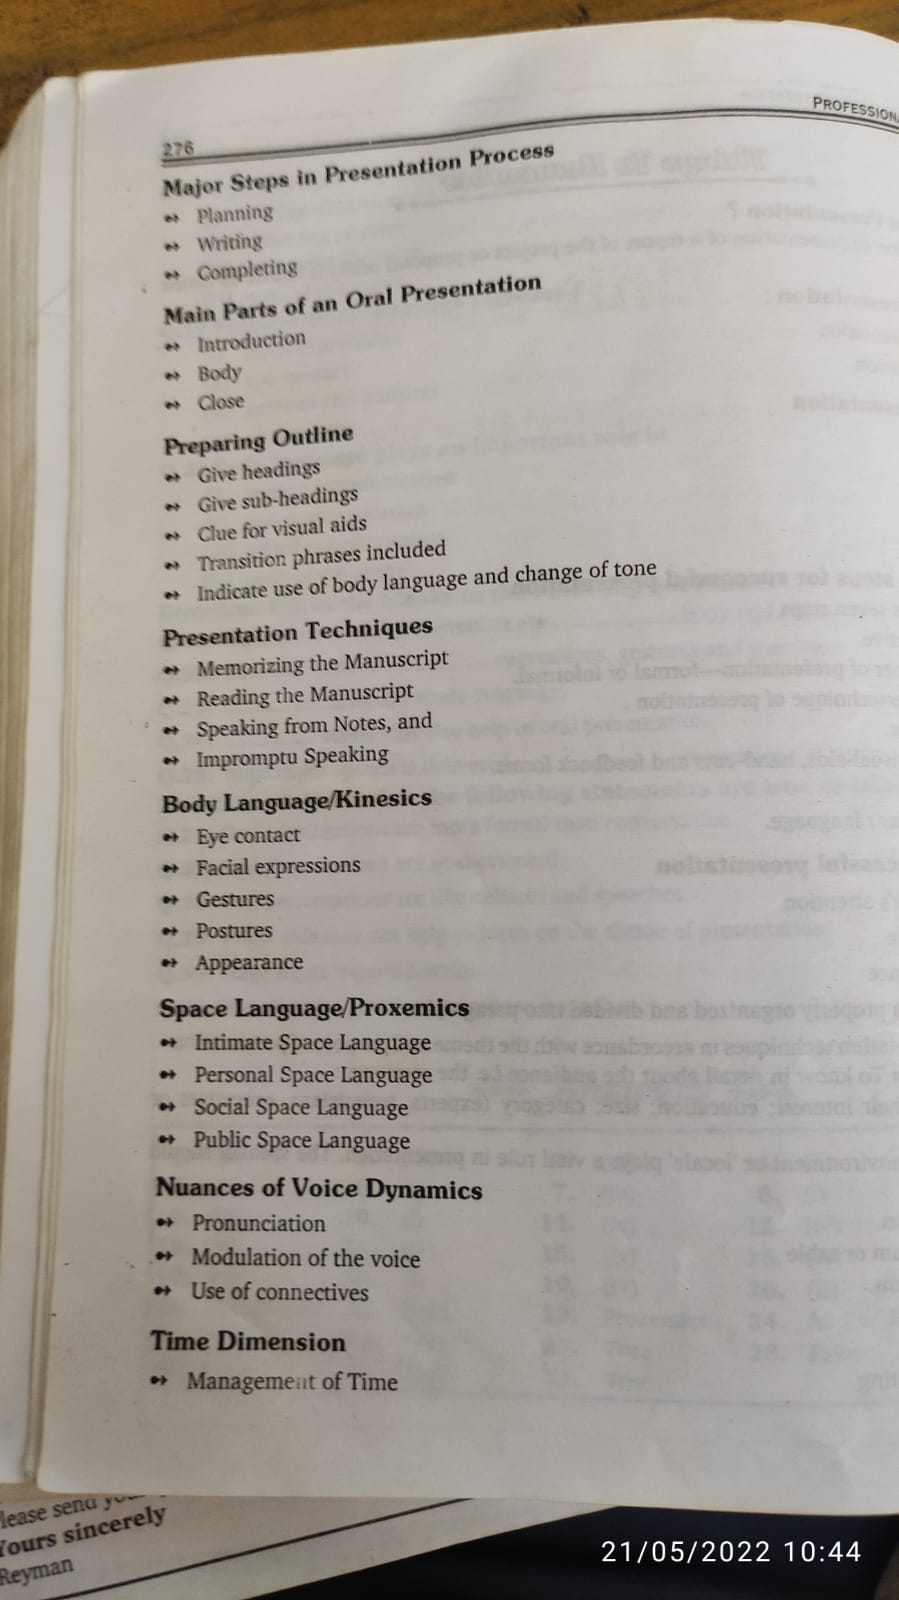 276
PROFESSION
Major Steps in Presentation Process
↔ Planning
↔ Writing
↔ Completing
Main Parts of an Oral Presentation
↔ Introduction
↔ Body
↔ Close
Preparing Outline
↔ Give headings
↔ Give sub-headings
↔ Clue for visual aids
↔ Transition phrases included
↔ Indicate use of body language and change of tone
Presentation Techniques
↔ Memorizing the Manuscript
↔ Reading the Manuscript
↔ Speaking from Notes, and
↔ Impromptu Speaking
Body Language/Kinesics
↔ Eye contact
↔ Facial expressions
↔ Gestures
↔ Postures
↔ Appearance
Space Language/Proxemics
↔ Intimate Space Language
↔ Personal Space Language
↔ Social Space Language
↔ Public Space Language
Nuances of Voice Dynamics
↔ Pronunciation
↔ Modulation of the voice
↔ Use of connectives
Time Dimension
↔ Management of Time
lease send
Yours sincerely
Reyman
21/05/2022 10:44